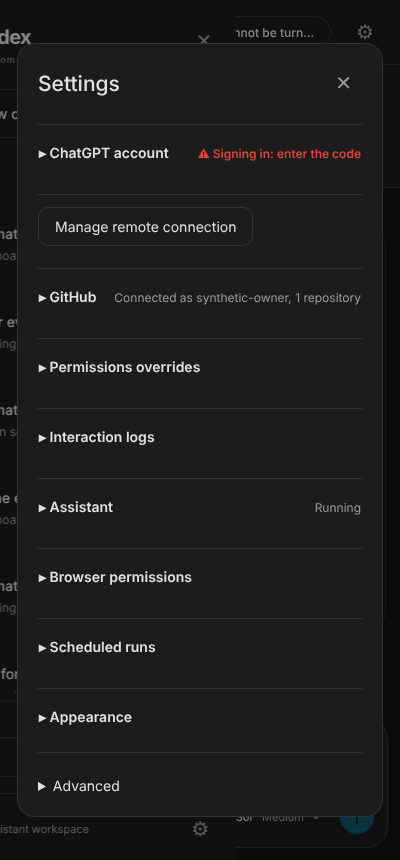 dex
nnot be turn...
Settings
ChatGPT account
Signing in: enter the code
Manage remote connection
GitHub
Connected as synthetic-owner, 1 repository
Permissions overrides
Interaction logs
Assistant
Running
Browser permissions
Scheduled runs
Appearance
Advanced
Medium
istant workspace